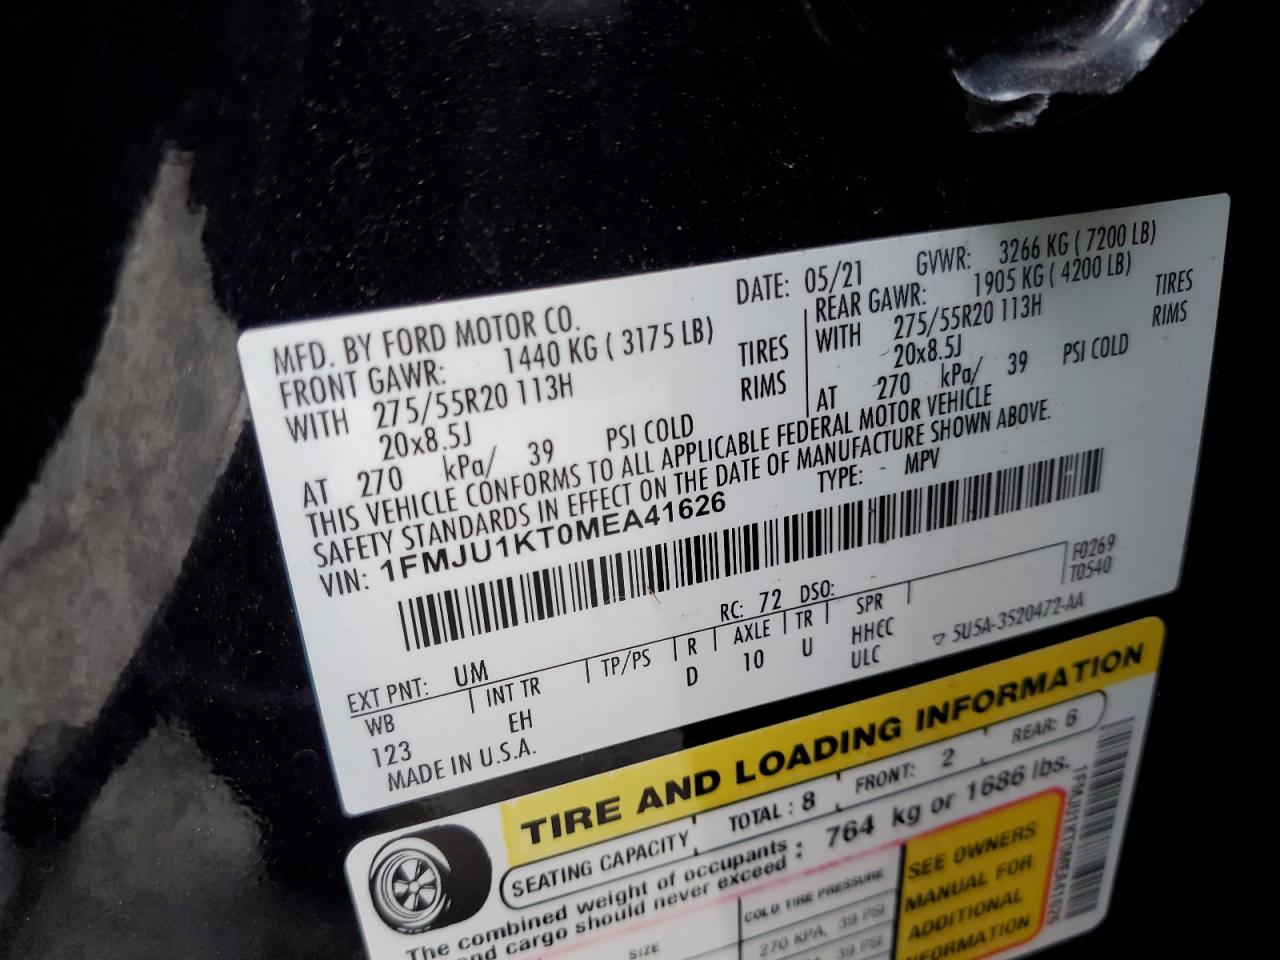 MFD. BY FORD MOTOR CO.
DATE: 05/21
GVWR: 3266 KG ( 7200 LB)
FRONT GAWR: 1440 KG ( 3175 LB)
REAR GAWR: 1905 KG ( 4200 LB)
WITH 275/55R20 113H TIRES
WITH 275/55R20 113H TIRES
20x8.5J RIMS
20x8.5J RIMS
AT 270 kPa/ 39 PSI COLD
AT 270 kPa/ 39 PSI COLD
THIS VEHICLE CONFORMS TO ALL APPLICABLE FEDERAL MOTOR VEHICLE
SAFETY STANDARDS IN EFFECT ON THE DATE OF MANUFACTURE SHOWN ABOVE.
VIN: 1FMJU1KT0MEA41626
TYPE: MPV
F0269
T0540
EXT PNT: UM
RC: 72 DSO:
WB INT TR TP/PS R AXLE TR SPR
123 EH D 10 U HHCC
ULC
5U5A-3520472-AA
MADE IN U.S.A.
TIRE AND LOADING INFORMATION
SEATING CAPACITY TOTAL : 8 FRONT: 2 REAR: 6
The combined weight of occupants : 764 kg or 1686 lbs.
and cargo should never exceed
SIZE
COLD TIRE PRESSURE
270 KPA, 39 PSI
39 PSI
SEE OWNERS
MANUAL FOR
ADDITIONAL
INFORMATION
1FMJU1KT0MEA41626